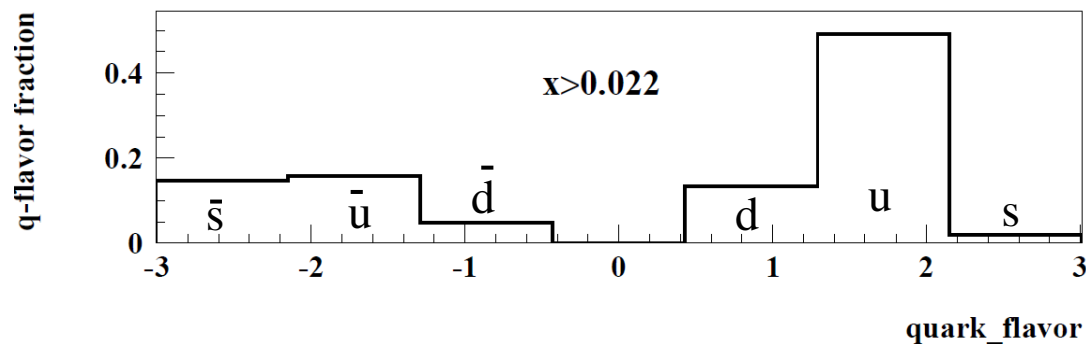 q-flavor fraction
0.4
0.2
0
x>0.022
s̄
ū
d̄
d
u
s
-3 -2 -1 0 1 2 3
quark_flavor